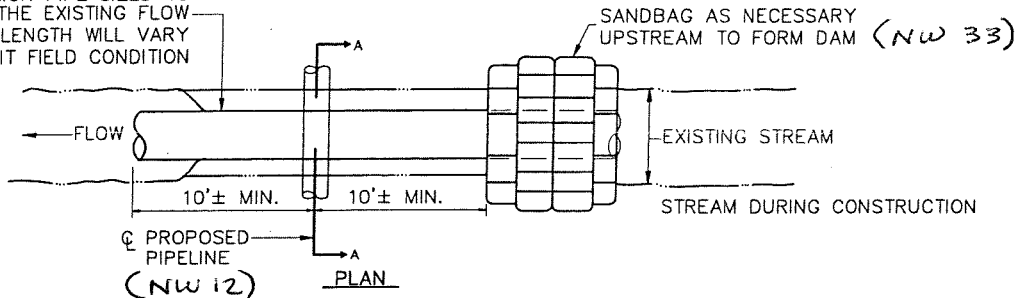 THE EXISTING FLOW
LENGTH WILL VARY
IT FIELD CONDITION
A
SANDBAG AS NECESSARY
UPSTREAM TO FORM DAM (NW 33)
FLOW
EXISTING STREAM
10'± MIN.
10'± MIN.
STREAM DURING CONSTRUCTION
℄ PROPOSED
PIPELINE
A
(NW 12)
PLAN